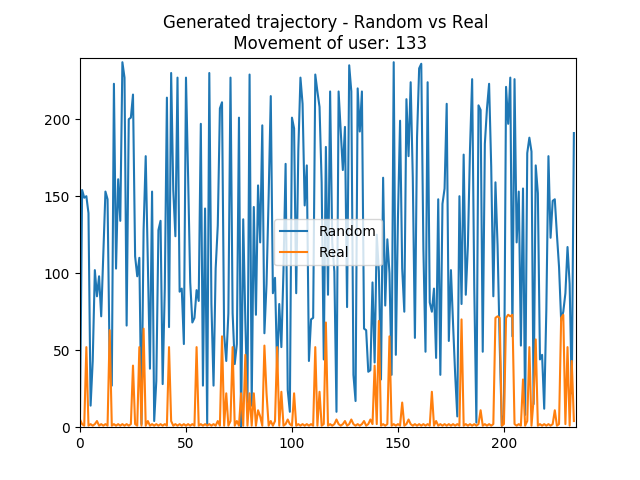 Generated trajectory - Random vs Real
Movement of user: 133
200
150
100
50
0
Random
Real
0
50
100
150
200